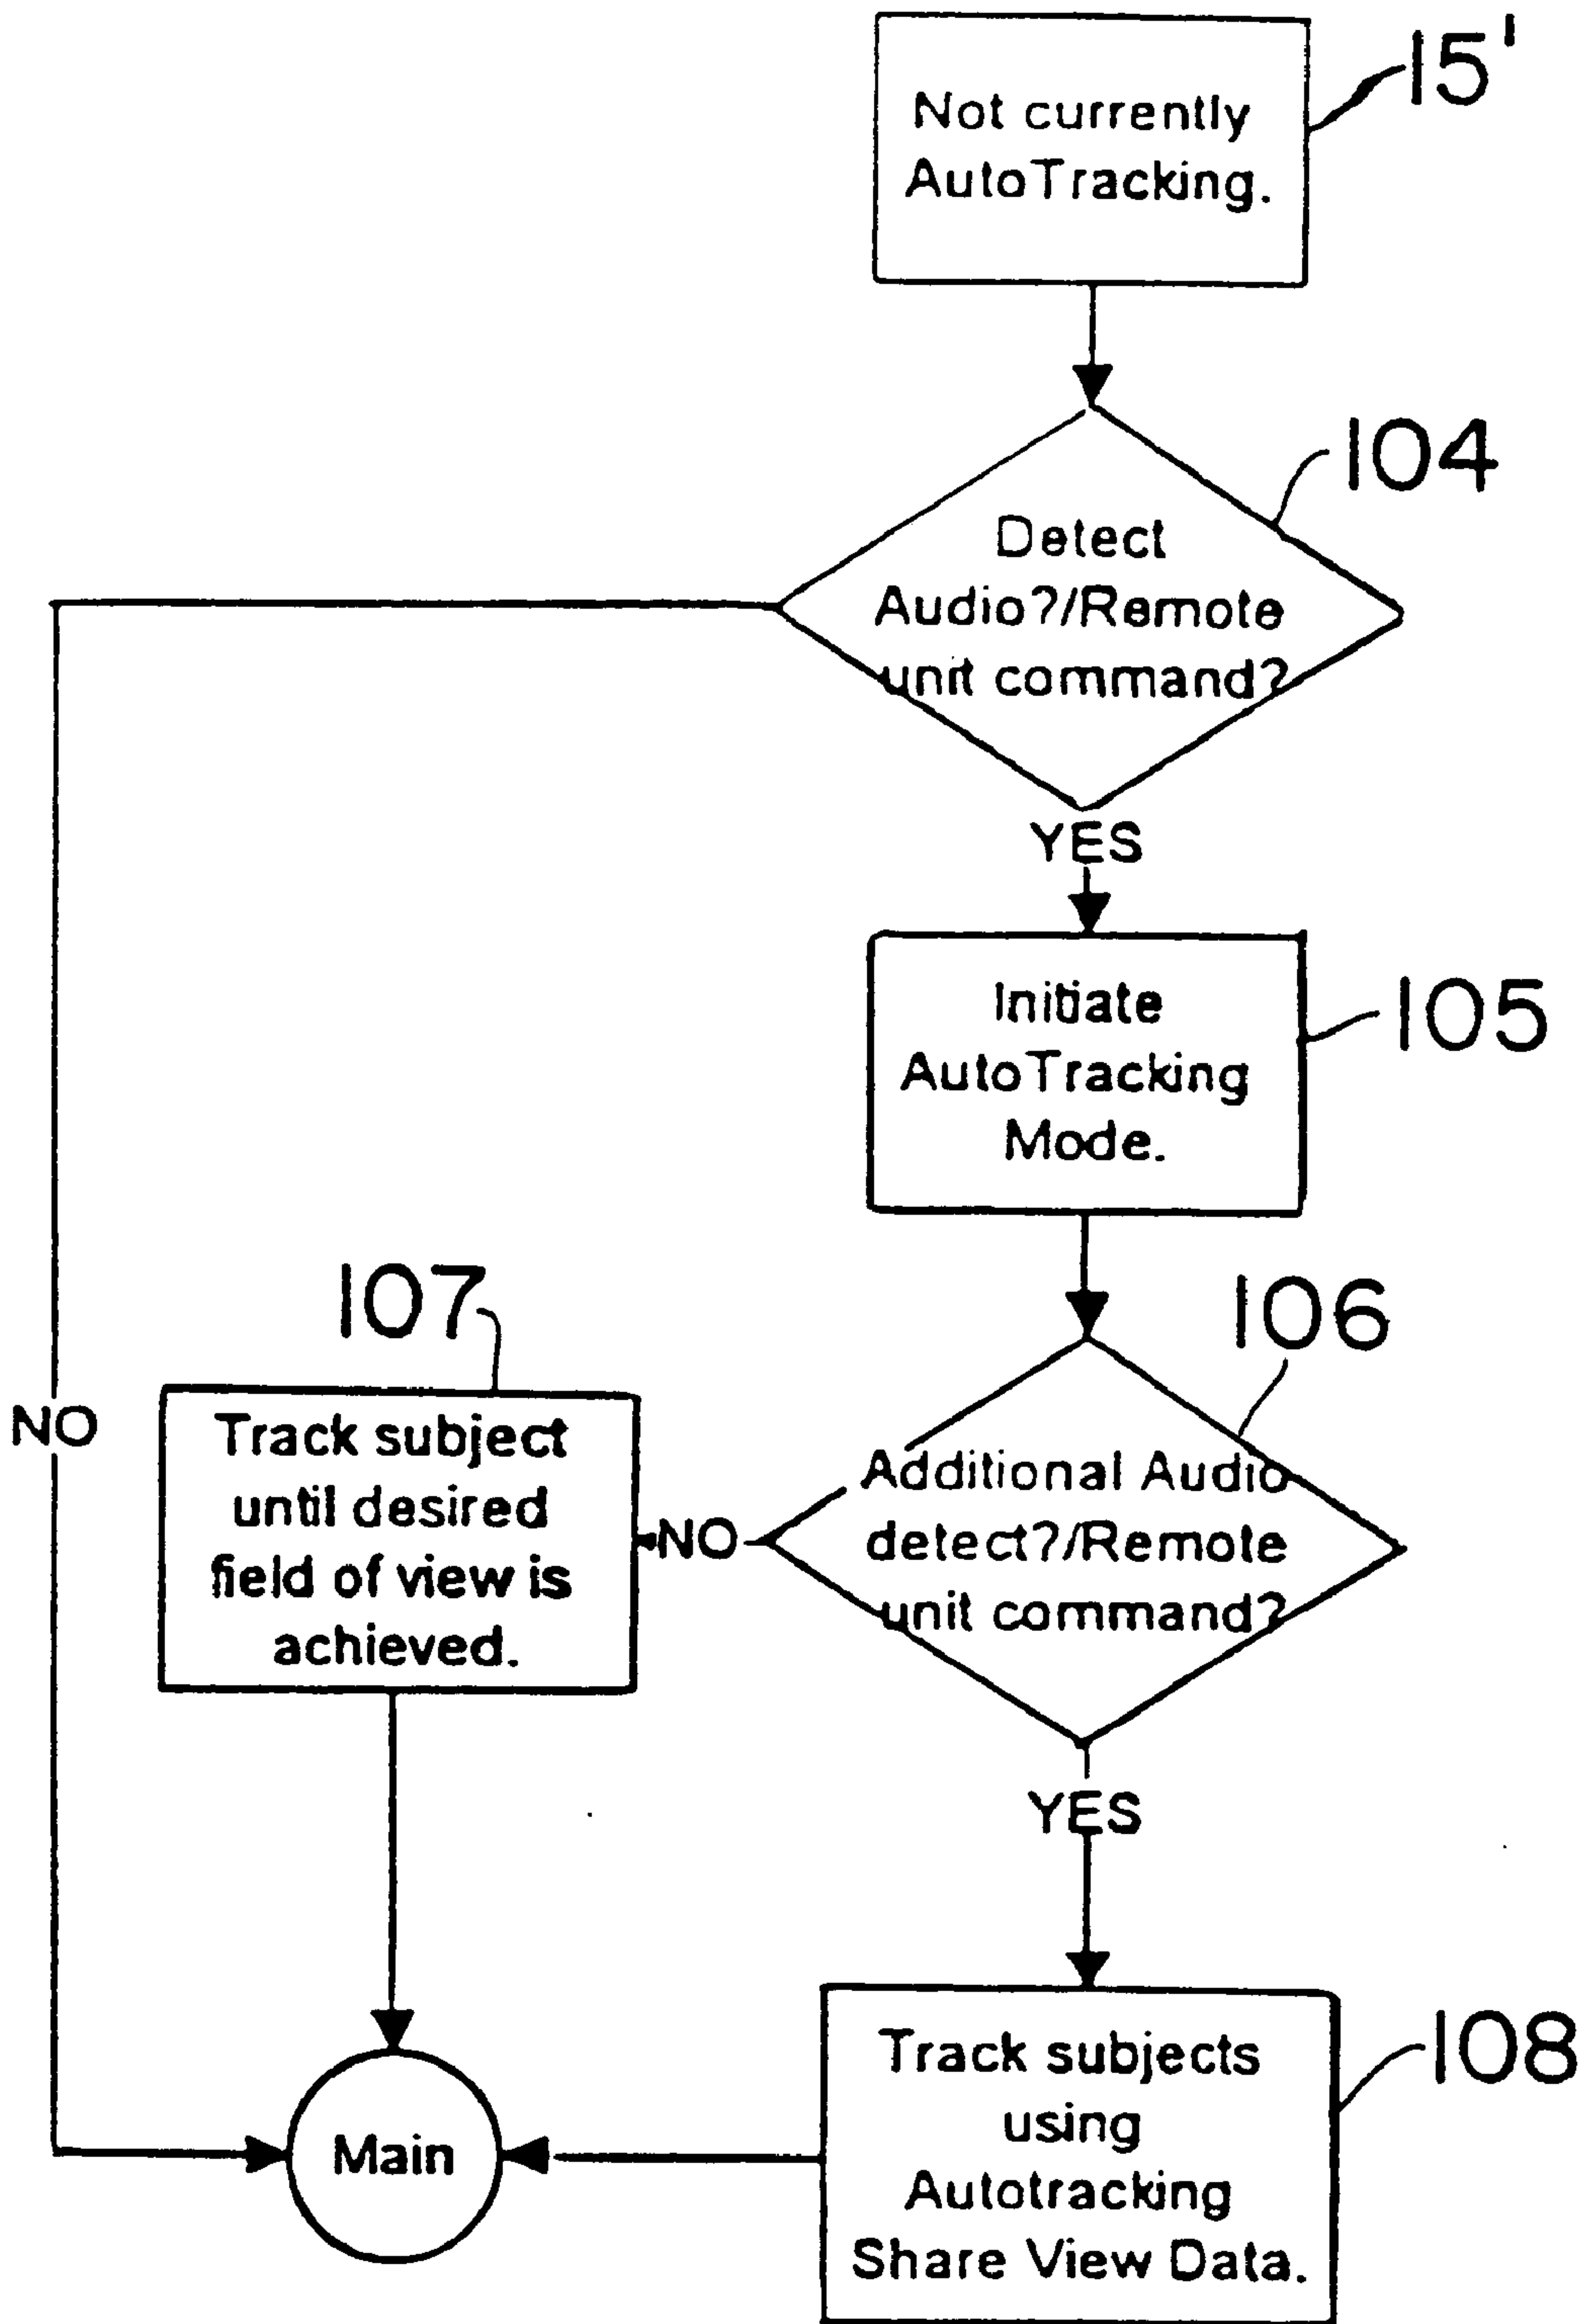 15'
Not currently
AutoTracking.
104
Detect
Audio?/Remote
unit command?
YES
105
Initiate
AutoTracking
Mode.
106
Additional Audio
detect?/Remote
unit command?
NO
107
Track subject
until desired
field of view is
achieved.
NO
YES
108
Track subjects
using
Autotracking
Share View Data.
Main